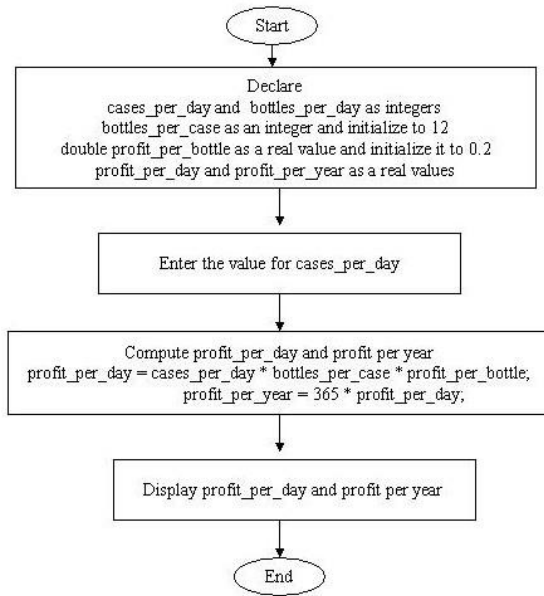 Start
Declare
cases_per_day and bottles_per_day as integers
bottles_per_case as an integer and initialize to 12
double profit_per_bottle as a real value and initialize it to 0.2
profit_per_day and profit_per_year as a real values
Enter the value for cases_per_day
Compute profit_per_day and profit per year
profit_per_day = cases_per_day * bottles_per_case * profit_per_bottle;
profit_per_year = 365 * profit_per_day;
Display profit_per_day and profit per year
End